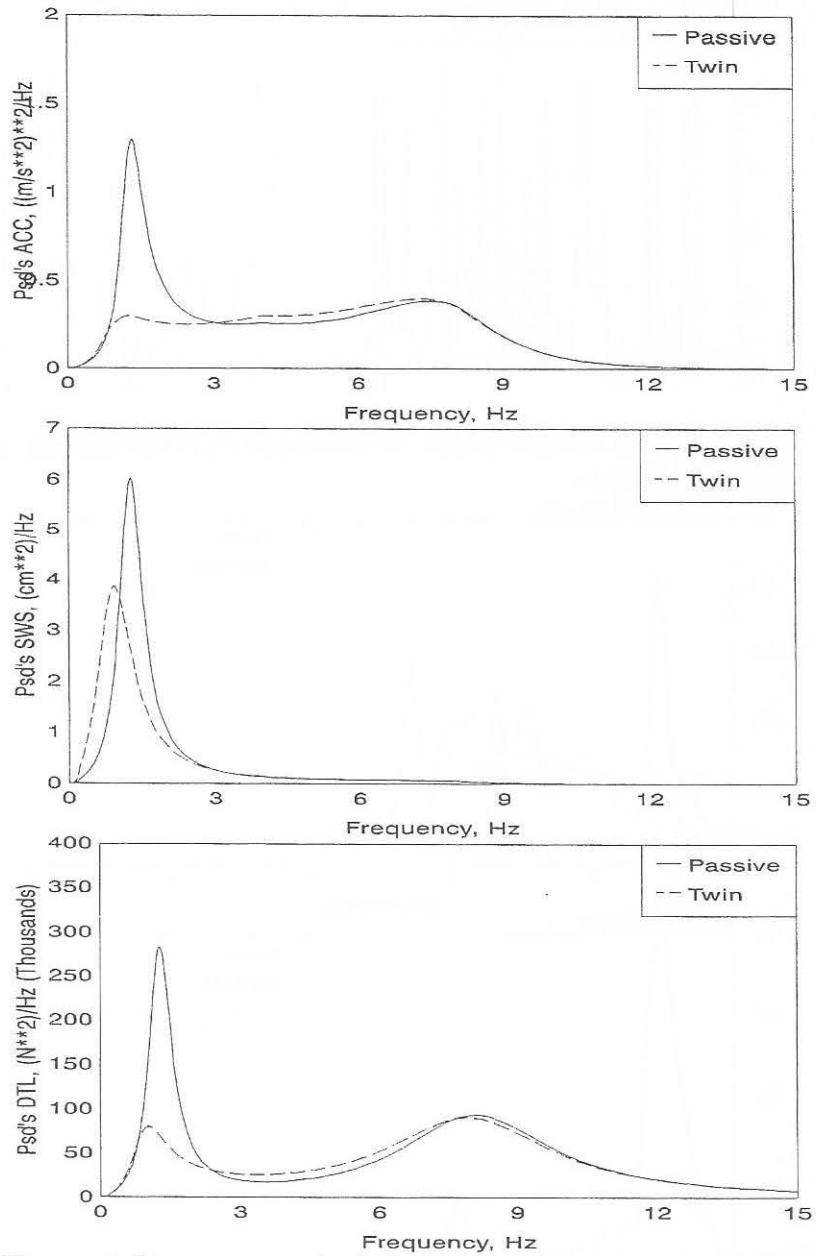 2
1.5
1
0.5
0
Psd's ACC, ((m/s**2)**2/Hz
Passive
Twin
0 3 6 9 12 15
Frequency, Hz
7
6
5
4
3
2
1
0
Psd's SWS, (cm**2)/Hz
Passive
Twin
0 3 6 9 12 15
Frequency, Hz
400
350
300
250
200
150
100
50
0
Psd's DTL, (N**2)/Hz (Thousands)
Passive
Twin
0 3 6 9 12 15
Frequency, Hz